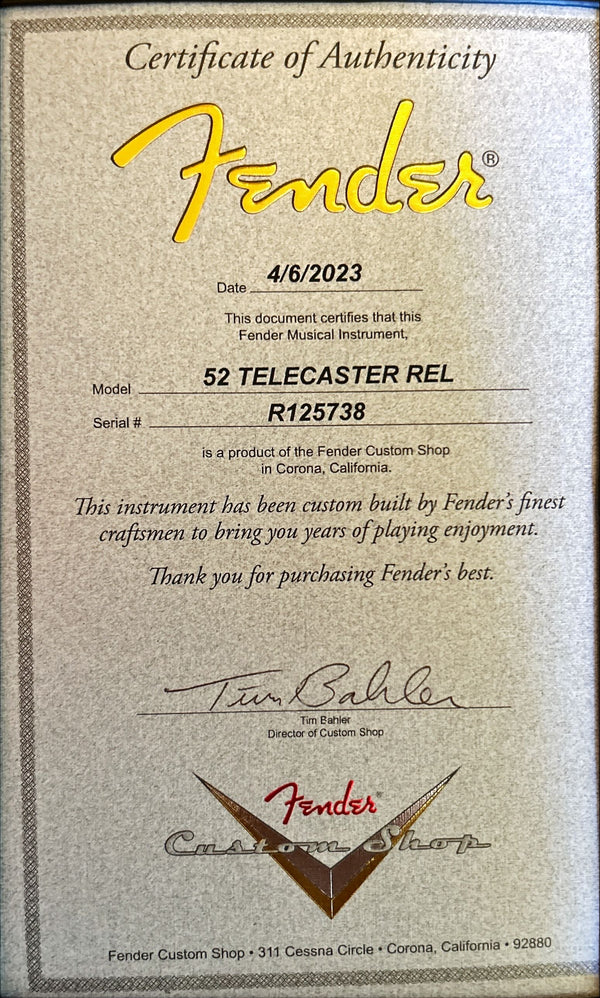 Certificate of Authenticity
Fender®
Date 4/6/2023
This document certifies that this
Fender Musical Instrument,
Model 52 TELECASTER REL
Serial # R125738
is a product of the Fender Custom Shop
in Corona, California.
This instrument has been custom built by Fender's finest
craftsmen to bring you years of playing enjoyment.
Thank you for purchasing Fender's best.
Tim Bahler
Tim Bahler
Director of Custom Shop
Fender®
Custom Shop
Fender Custom Shop • 311 Cessna Circle • Corona, California • 92880